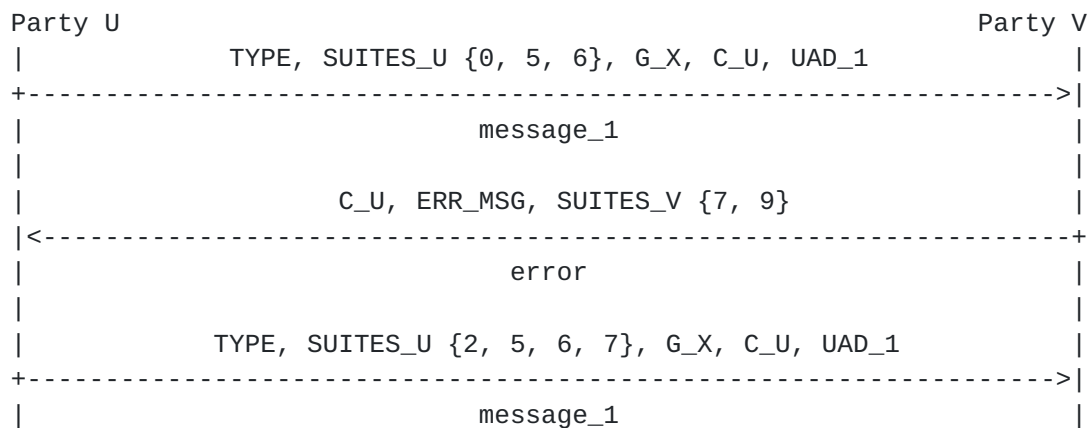 Party U                                                       Party V
|            TYPE, SUITES_U {0, 5, 6}, G_X, C_U, UAD_1             |
+------------------------------------------------------------------>|
|                            message_1                             |
|                                                                  |
|                   C_U, ERR_MSG, SUITES_V {7, 9}                  |
|<------------------------------------------------------------------+
|                              error                               |
|                                                                  |
|           TYPE, SUITES_U {2, 5, 6, 7}, G_X, C_U, UAD_1           |
+------------------------------------------------------------------>|
|                            message_1                             |